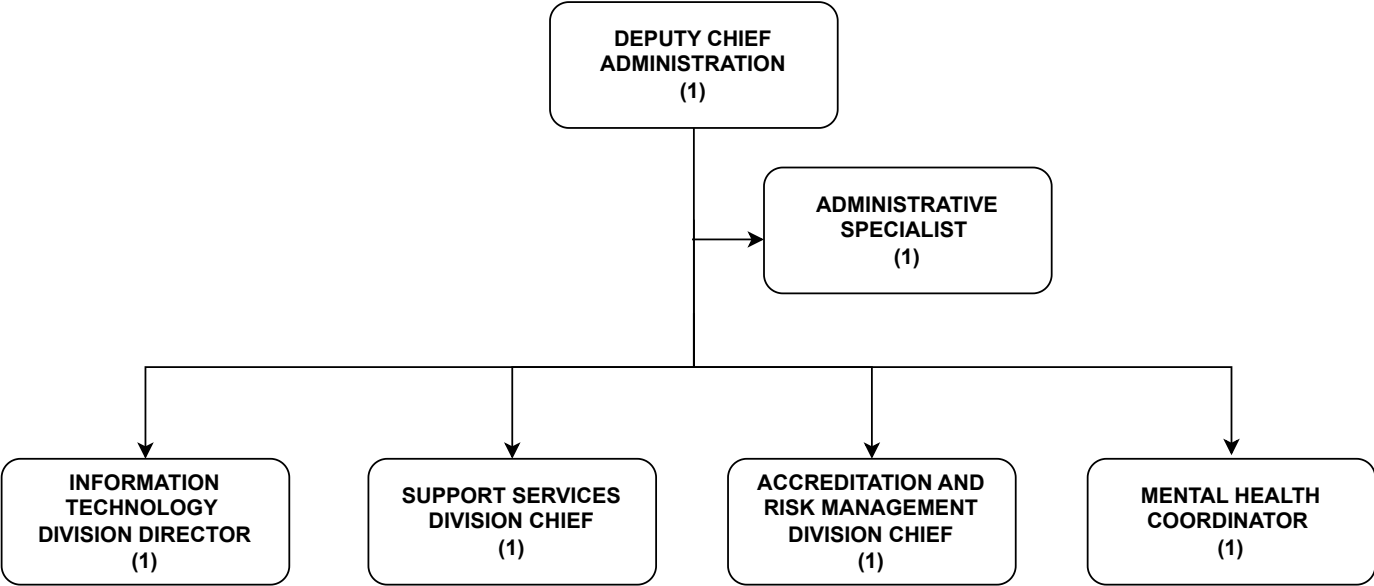 DEPUTY CHIEF
ADMINISTRATION
(1)
ADMINISTRATIVE
SPECIALIST
(1)
INFORMATION
TECHNOLOGY
DIVISION DIRECTOR
(1)
SUPPORT SERVICES
DIVISION CHIEF
(1)
ACCREDITATION AND
RISK MANAGEMENT
DIVISION CHIEF
(1)
MENTAL HEALTH
COORDINATOR
(1)